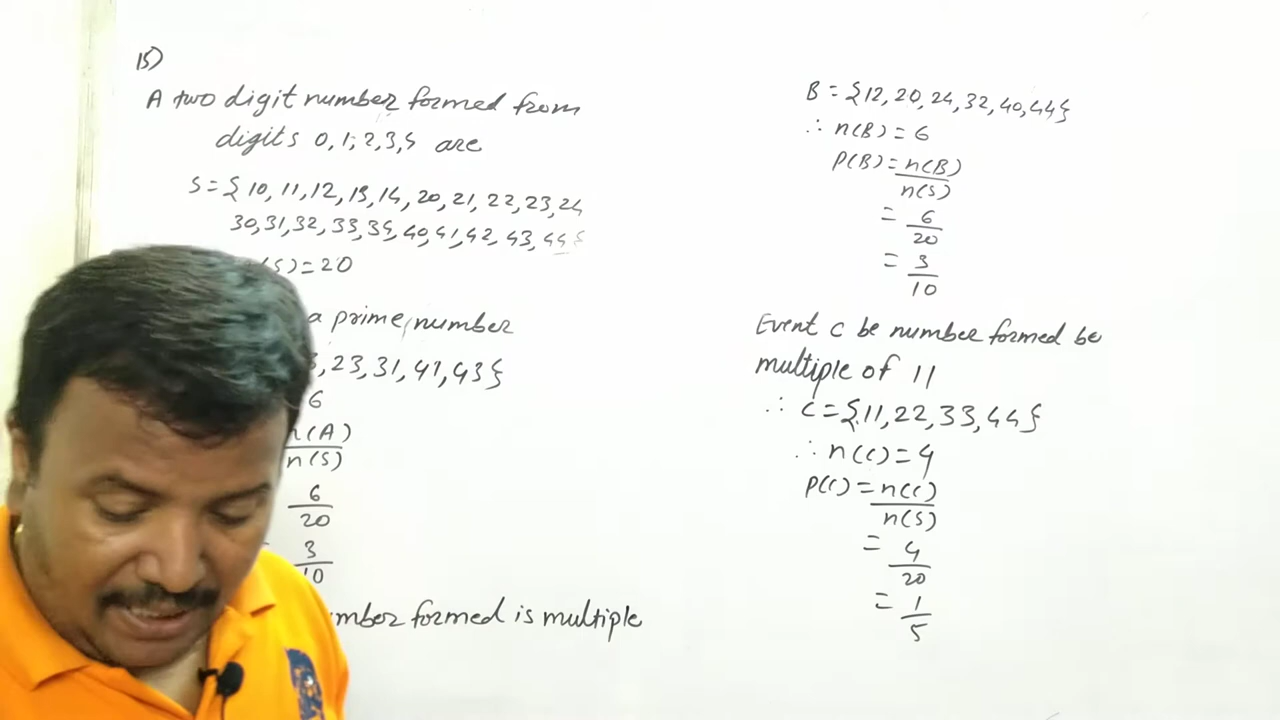 15)
A two digit number formed from
digits 0,1,2,3,4 are
S = {10, 11, 12, 13, 14, 20, 21, 22, 23, 24
30, 31, 32, 33, 34, 40, 41, 42, 43, 44}
(S) = 20
a prime number
, 23, 31, 41, 43}
6
n(A)
n(S)
6
20
3
10
mber formed is multiple
B = {12, 20, 24, 32, 40, 44}
∴ n(B) = 6
P(B) = n(B)
n(S)
= 6
20
= 3
10
Event C be number formed be
multiple of 11
∴ C = {11, 22, 33, 44}
∴ n(C) = 4
P(C) = n(C)
n(S)
= 4
20
= 1
5